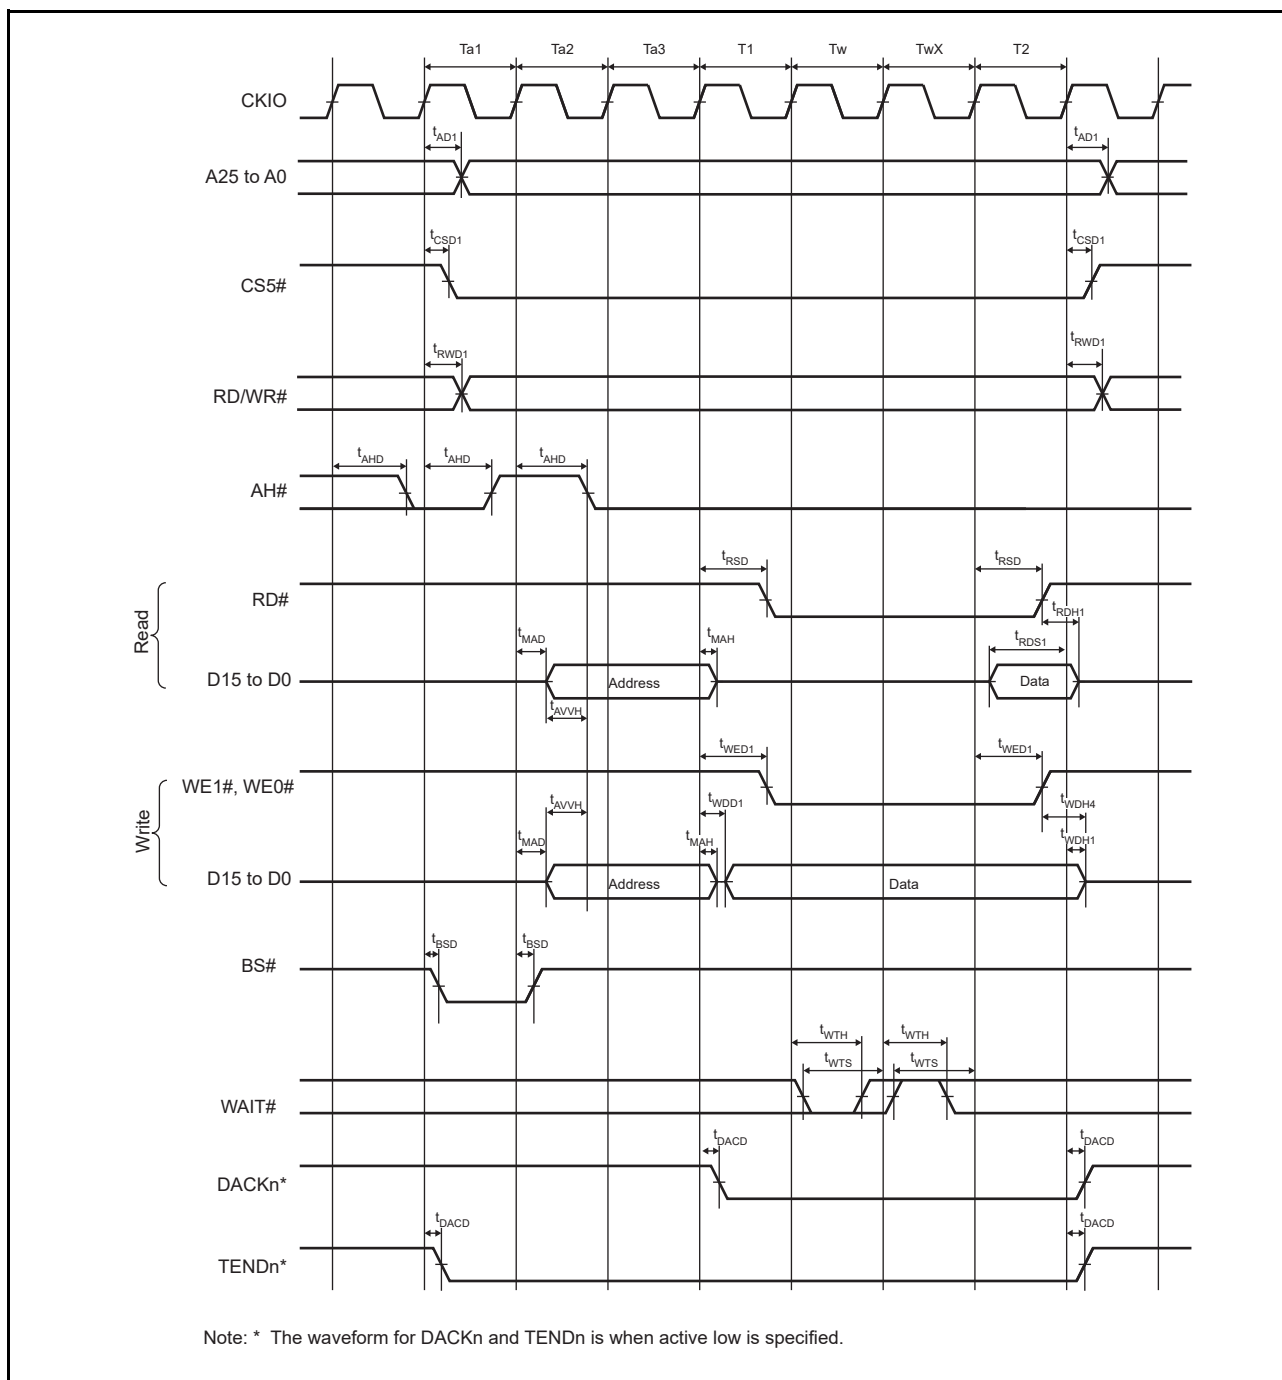 Ta1 Ta2 Ta3 T1 Tw TwX T2
CKIO
tAD1 tAD1
A25 to A0
tCSD1 tCSD1
CS5#
tRWD1 tRWD1
RD/WR#
tAHD tAHD tAHD
AH#
tRSD tRSD
RD#
tRDH1
Read
tMAD tMAH tRDS1
D15 to D0 Address Data
tAVVH
tWED1 tWED1
WE1#, WE0#
tAVVH tWDD1 tWDH4
Write
tMAD tMAH tWDH1
D15 to D0 Address Data
tBSD tBSD
BS#
tWTH tWTH
tWTS tWTS
WAIT#
tDACD tDACD
DACKn*
tDACD tDACD
TENDn*
Note: * The waveform for DACKn and TENDn is when active low is specified.